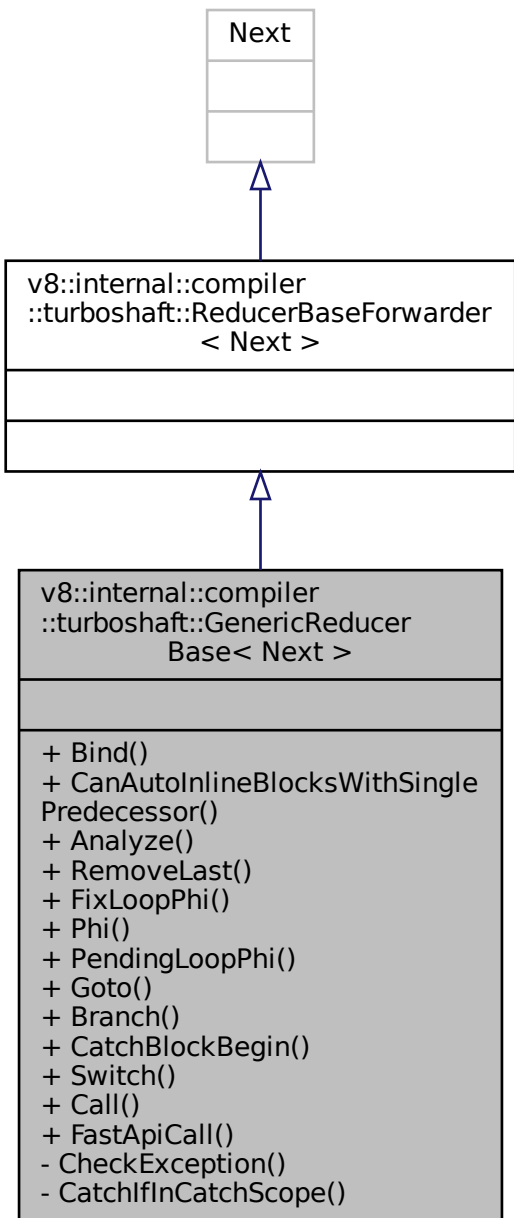 Next
v8::internal::compiler
::turboshaft::ReducerBaseForwarder
< Next >
v8::internal::compiler
::turboshaft::GenericReducer
Base< Next >
+ Bind()
+ CanAutoInlineBlocksWithSingle
Predecessor()
+ Analyze()
+ RemoveLast()
+ FixLoopPhi()
+ Phi()
+ PendingLoopPhi()
+ Goto()
+ Branch()
+ CatchBlockBegin()
+ Switch()
+ Call()
+ FastApiCall()
- CheckException()
- CatchIfInCatchScope()